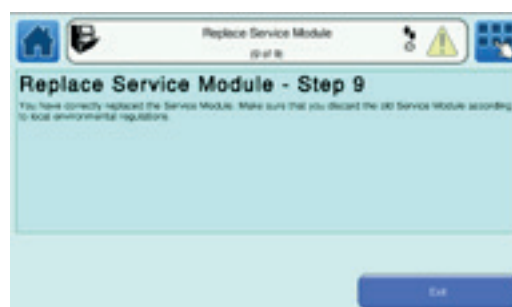 Replace Service Module
(9 of 9)
Replace Service Module - Step 9
You have correctly replaced the Service Module. Make sure that you discard the old Service Module according
to local environmental regulations.
Exit